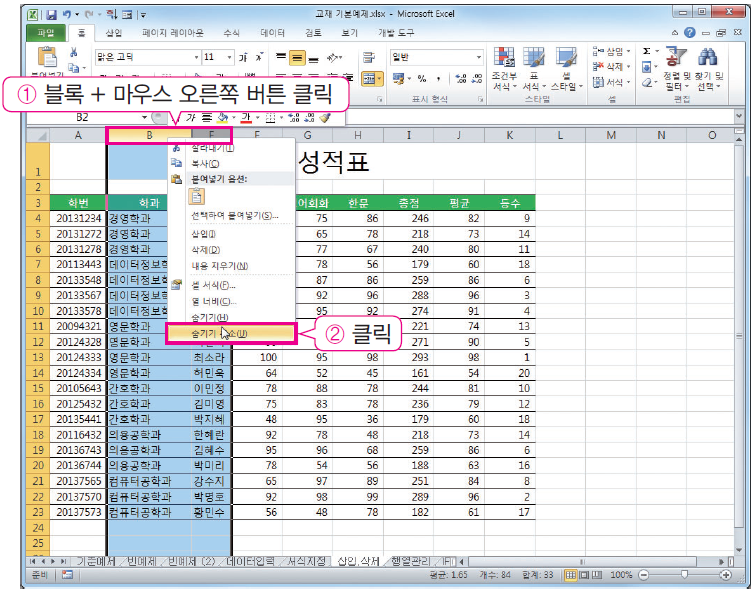 교재 기본예제.xlsx - Microsoft Excel
파일 홈 삽입 페이지 레이아웃 수식 데이터 검토 보기 개발 도구
맑은 고딕 11 가 가 일반
조건부 서식 표 서식 셀 스타일 삽입 삭제 서식 정렬 및 필터 찾기 및 선택
표시 형식 스타일 셀 편집
① 블록 + 마우스 오른쪽 버튼 클릭
B2 가 가
A B E F G H I J K L M N O
1 성적표
2
3 학번 학과 어회화 한문 총점 평균 등수
4 20131234 경영학과 75 86 246 82 9
5 20131272 경영학과 65 78 218 73 14
6 20131278 경영학과 77 67 240 80 11
7 20113443 데이터정보학 78 56 179 60 18
8 20133548 데이터정보학 87 86 259 86 6
9 20133567 데이터정보학 92 96 288 96 3
10 20133578 데이터정보학 95 92 274 91 4
11 20094321 영문학과 221 74 13
12 20124328 영문학과 271 90 5
13 20124333 영문학과 최소라 100 95 98 293 98 1
14 20124334 영문학과 허민욱 64 52 45 161 54 20
15 20105643 간호학과 이민정 78 88 78 244 81 10
16 20125432 간호학과 김미영 75 83 78 236 79 12
17 20135441 간호학과 박지혜 48 95 36 179 60 18
18 20116432 의용공학과 한혜란 92 78 48 218 73 14
19 20136743 의용공학과 김혜수 95 96 68 259 86 6
20 20136744 의용공학과 박미리 78 54 56 188 63 16
21 20137565 컴퓨터공학과 강수지 65 97 89 251 84 8
22 20137570 컴퓨터공학과 박명호 92 98 99 289 96 2
23 20137573 컴퓨터공학과 황민수 56 48 78 182 61 17
24
25
잘라내기(T)
복사(C)
붙여넣기 옵션:
선택하여 붙여넣기(S)...
삽입(I)
삭제(D)
내용 지우기(N)
셀 서식(F)...
열 너비(C)...
숨기기(H)
숨기기 취소(U)
② 클릭
기준예제 빈예제 빈예제 (2) 데이터입력 서식지정 삽입,삭제 행열관리
준비 평균: 1.65 개수: 84 합계: 33 100%